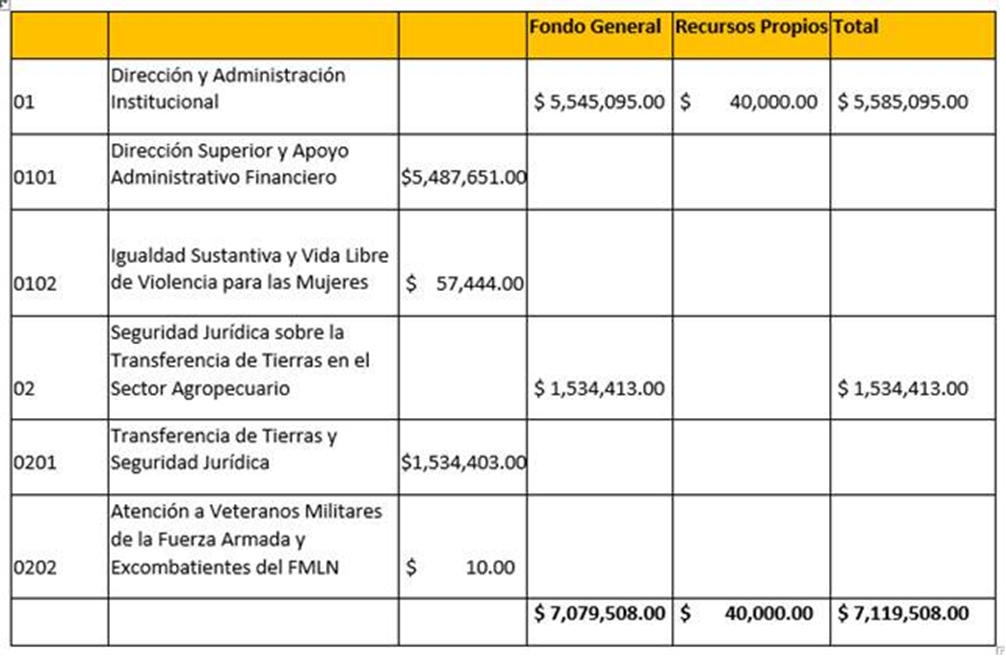 Fondo General Recursos Propios Total
Dirección y Administración
01 Institucional $ 5,545,095.00 $ 40,000.00 $ 5,585,095.00
Dirección Superior y Apoyo
0101 Administrativo Financiero $5,487,651.00
Igualdad Sustantiva y Vida Libre
0102 de Violencia para las Mujeres $ 57,444.00
Seguridad Jurídica sobre la
Transferencia de Tierras en el
02 Sector Agropecuario $ 1,534,413.00 $ 1,534,413.00
Transferencia de Tierras y
0201 Seguridad Jurídica $1,534,403.00
Atención a Veteranos Militares
de la Fuerza Armada y
0202 Excombatientes del FMLN $ 10.00
$ 7,079,508.00 $ 40,000.00 $ 7,119,508.00